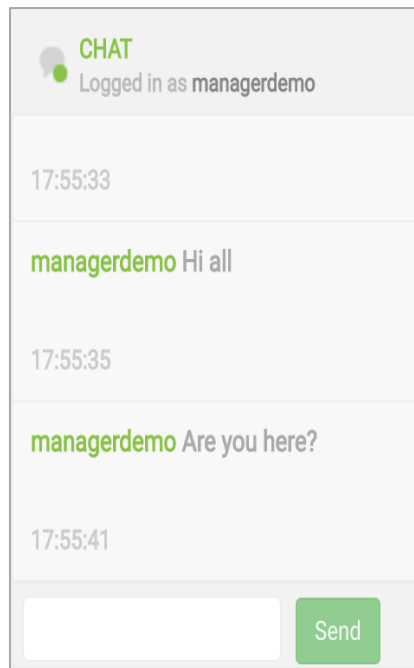 CHAT
Logged in as managerdemo
17:55:33
managerdemo Hi all
17:55:35
managerdemo Are you here?
17:55:41
Send